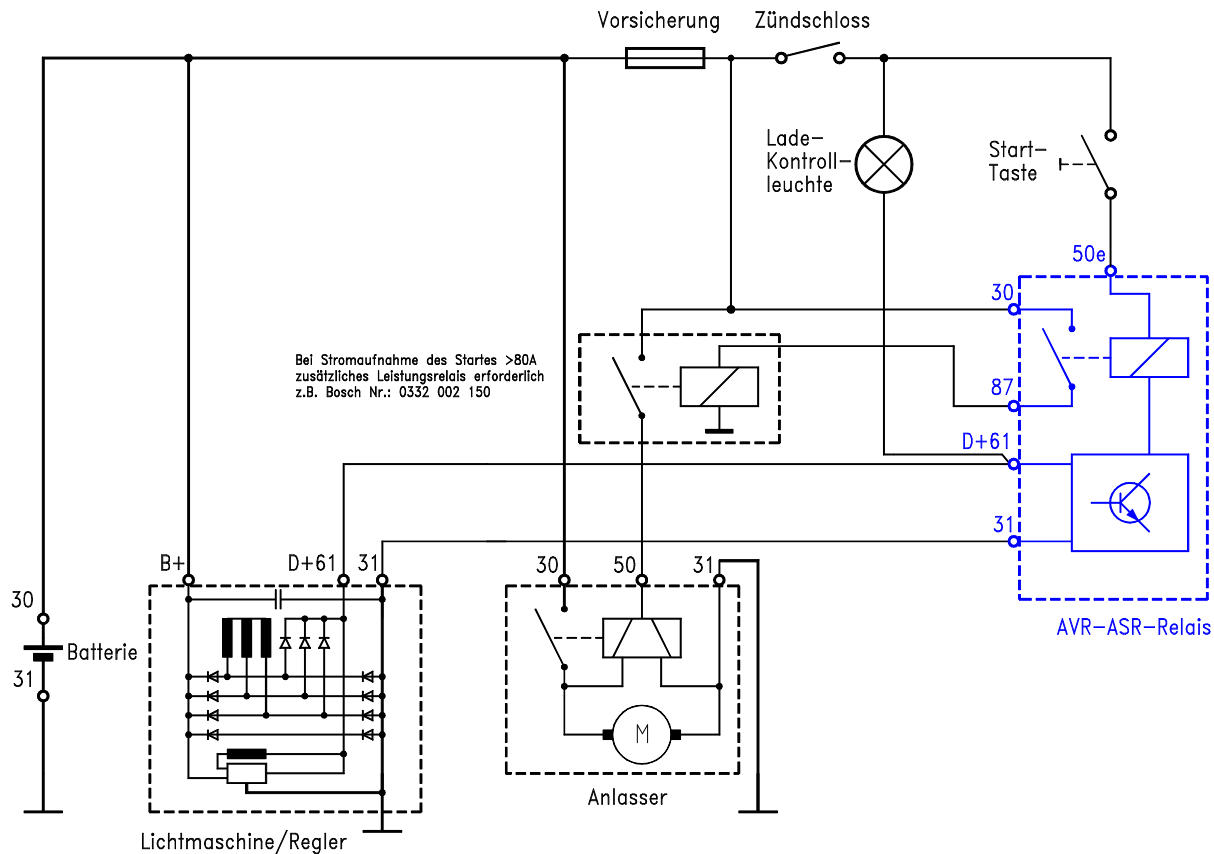 Vorsicherung
Zündschloss
Lade-
Kontroll-
leuchte
Start-
Taste
50e
30
Bei Stromaufnahme des Startes >80A
zusätzliches Leistungsrelais erforderlich
z.B. Bosch Nr.: 0332 002 150
87
D+61
31
B+
D+61
31
30
50
31
30
Batterie
31
AVR-ASR-Relais
M
Anlasser
Lichtmaschine/Regler